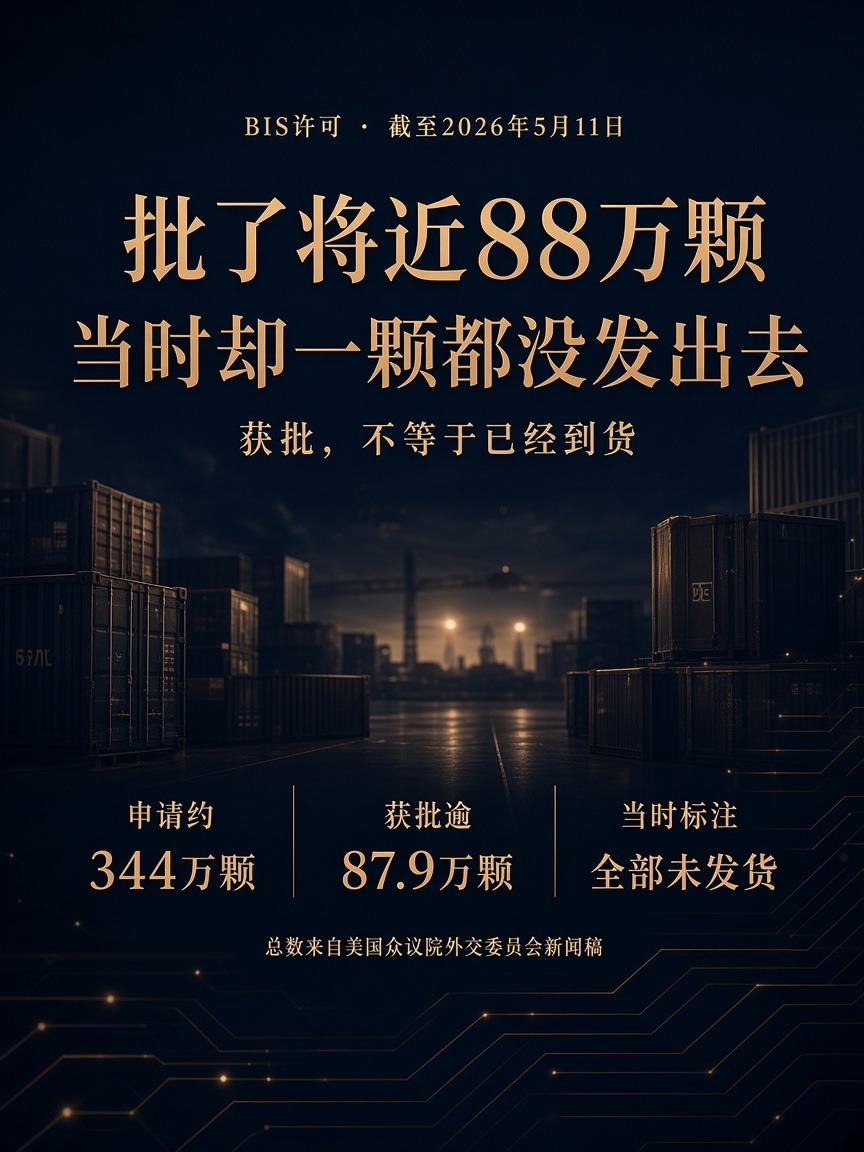 BIS许可 · 截至2026年5月11日
批了将近88万颗
当时却一颗都没发出去
获批，不等于已经到货
申请约
344万颗
获批逾
87.9万颗
当时标注
全部未发货
总数来自美国众议院外交委员会新闻稿